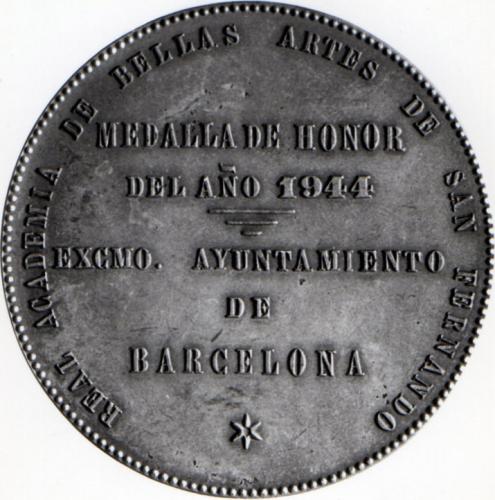 REAL ACADEMIA DE BELLAS ARTES DE SAN FERNANDO
MEDALLA DE HONOR
DEL AÑO 1944
EXCMO. AYUNTAMIENTO
DE
BARCELONA